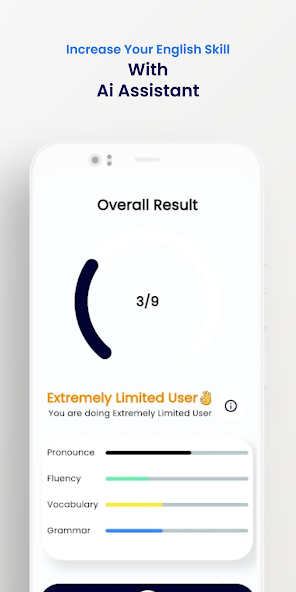 Increase Your English Skill
With
Ai Assistant
Overall Result
3/9
Extremely Limited User👌
You are doing Extremely Limited User
Pronounce
Fluency
Vocabulary
Grammar